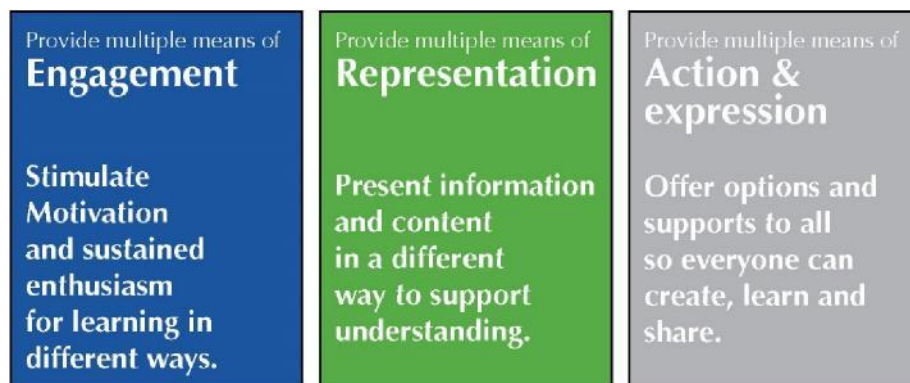 Provide multiple means of
Engagement
Stimulate
Motivation
and sustained
enthusiasm
for learning in
different ways.
Provide multiple means of
Representation
Present information
and content
in a different
way to support
understanding.
Provide multiple means of
Action &
expression
Offer options and
supports to all
so everyone can
create, learn and
share.